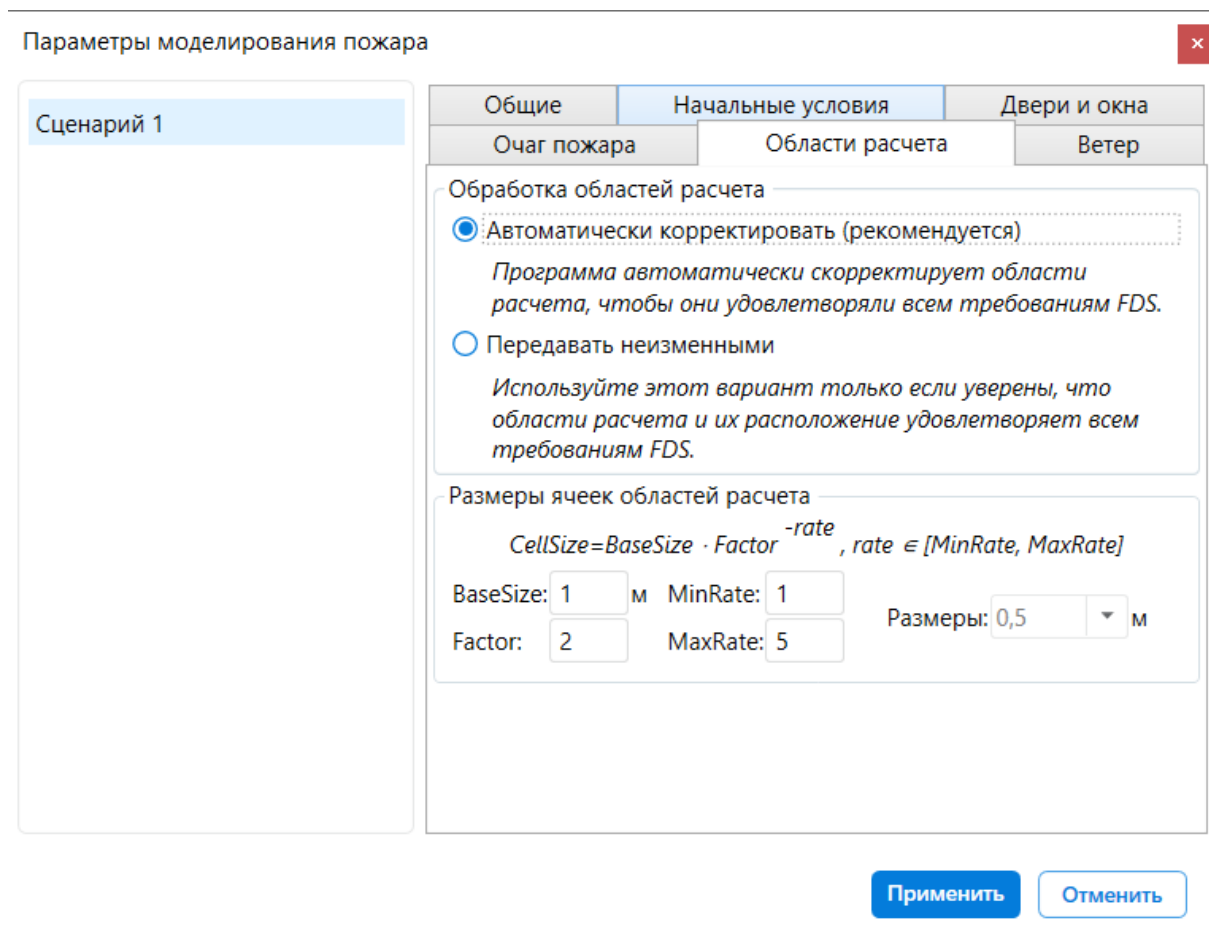 Параметры моделирования пожара
×
Сценарий 1
Общие
Начальные условия
Двери и окна
Очаг пожара
Области расчета
Ветер
Обработка областей расчета
Автоматически корректировать (рекомендуется)
Программа автоматически скорректирует области
расчета, чтобы они удовлетворяли всем требованиям FDS.
Передавать неизменными
Используйте этот вариант только если уверены, что
области расчета и их расположение удовлетворяет всем
требованиям FDS.
Размеры ячеек областей расчета
CellSize=BaseSize · Factor -rate , rate ∈ [MinRate, MaxRate]
BaseSize: 1 м MinRate: 1
Размеры: 0,5 м
Factor: 2 MaxRate: 5
Применить
Отменить